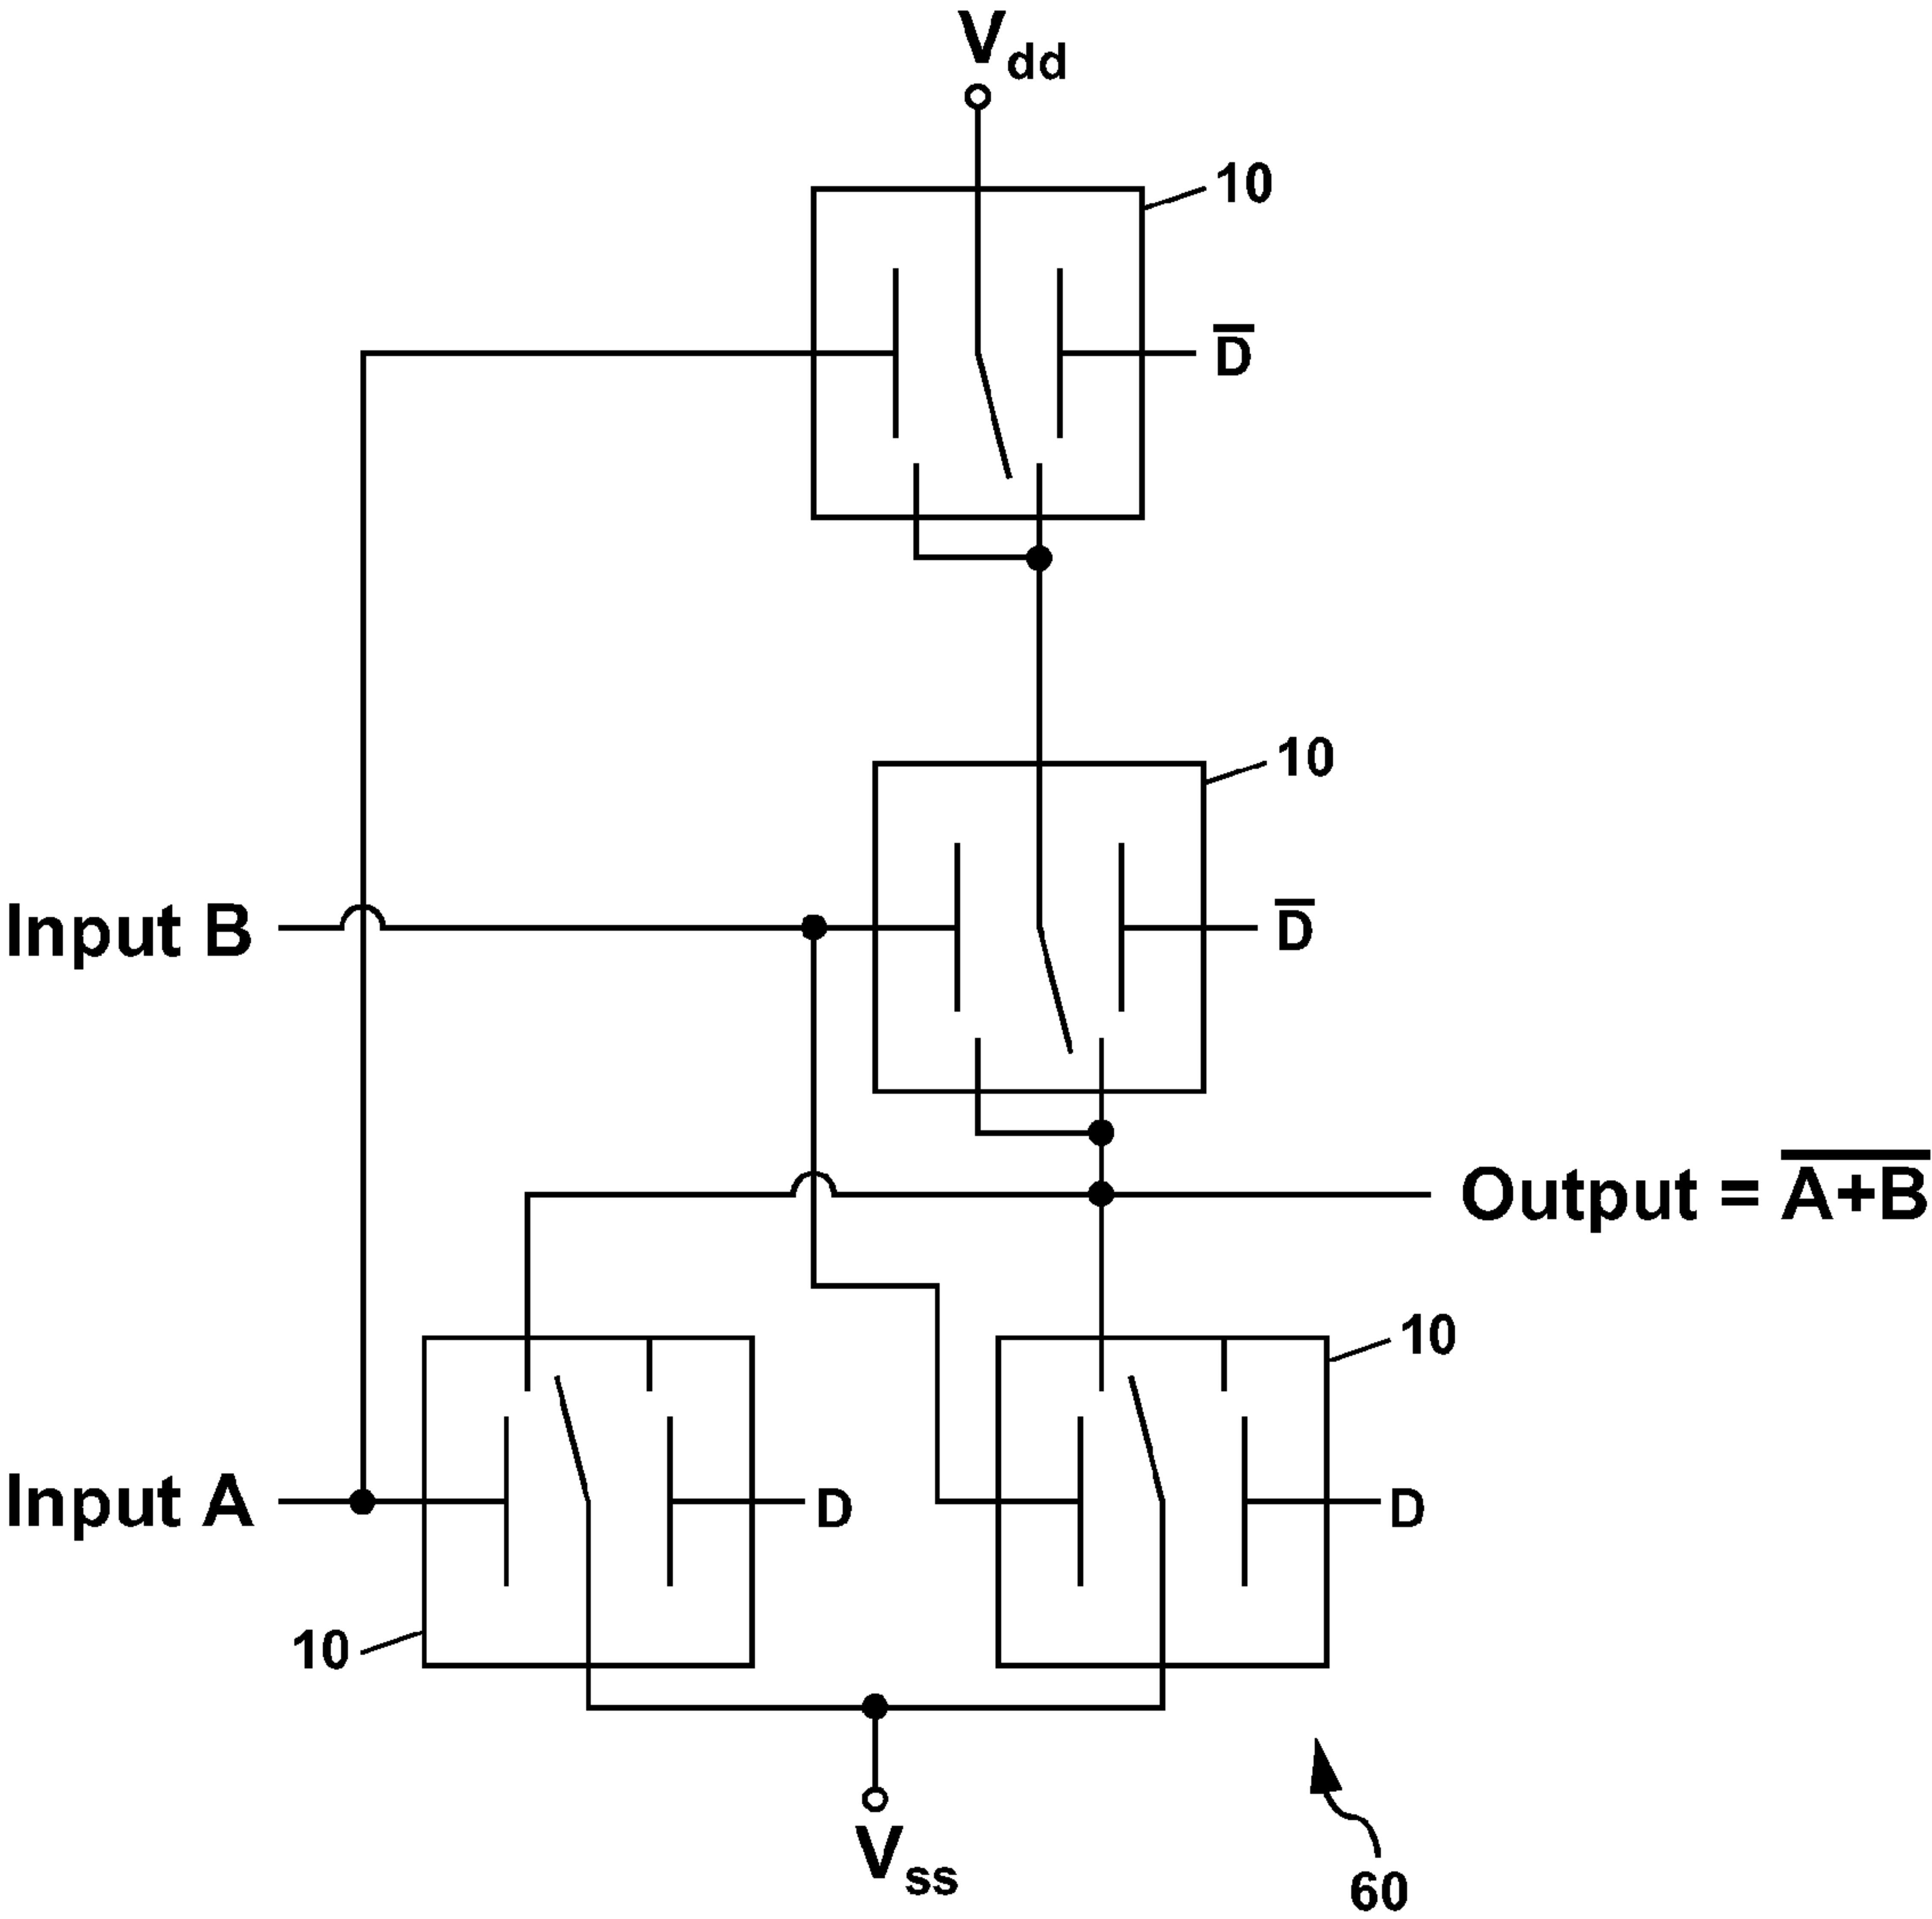 Vdd
10
D̅
10
Input B
D̅
Output = A̅+̅B̅
10
Input A
D
D
10
Vss
60